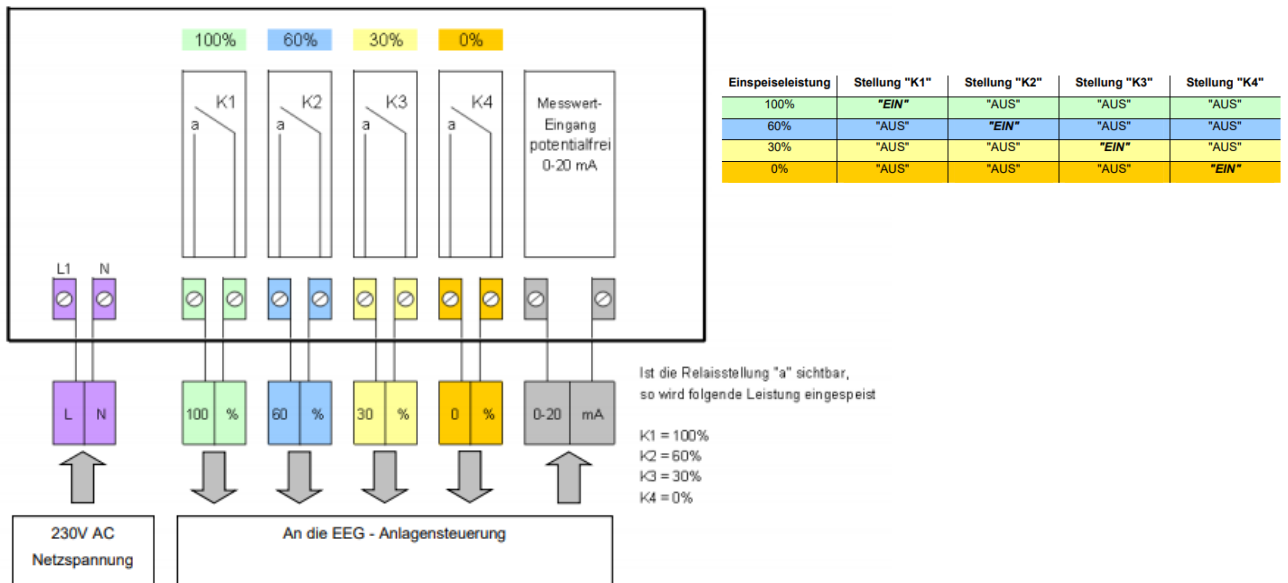 100% 60% 30% 0%
K1 K2 K3 K4
a a a a
Messwert-
Eingang
potentialfrei
0-20 mA
L1 N
L N 100 % 60 % 30 % 0 % 0-20 mA
230V AC
Netzspannung
An die EEG - Anlagensteuerung
Ist die Relaisstellung "a" sichtbar,
so wird folgende Leistung eingespeist
K1 = 100%
K2 = 60%
K3 = 30%
K4 = 0%
Einspeiseleistung Stellung "K1" Stellung "K2" Stellung "K3" Stellung "K4"
100% "EIN" "AUS" "AUS" "AUS"
60% "AUS" "EIN" "AUS" "AUS"
30% "AUS" "AUS" "EIN" "AUS"
0% "AUS" "AUS" "AUS" "EIN"